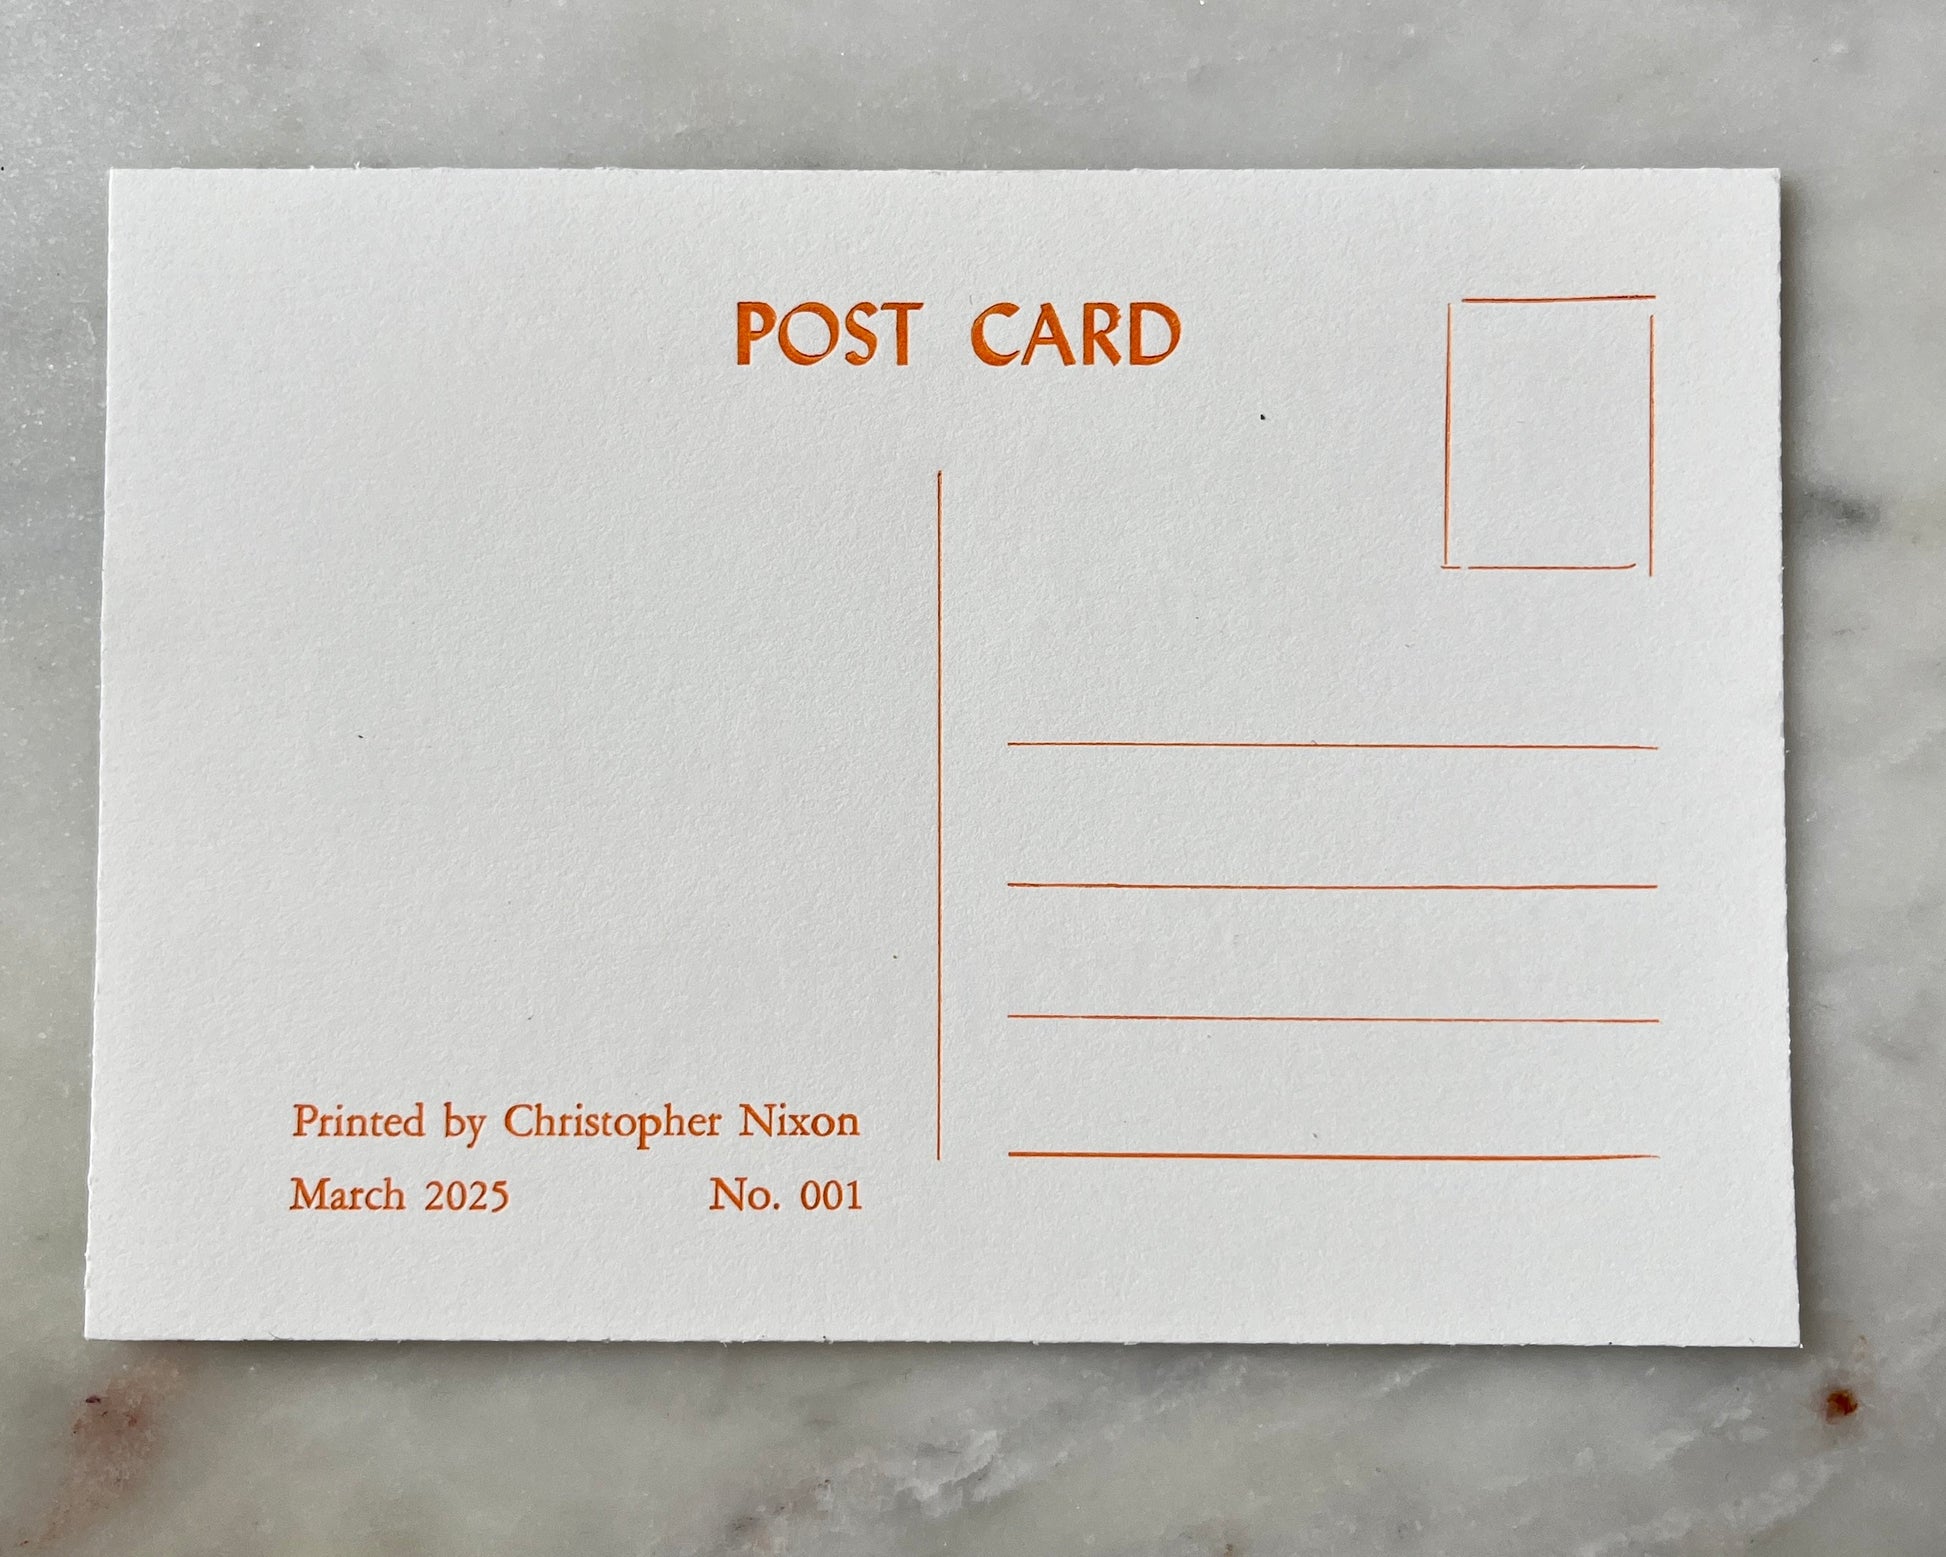 POST CARD
Printed by Christopher Nixon
March 2025 No. 001